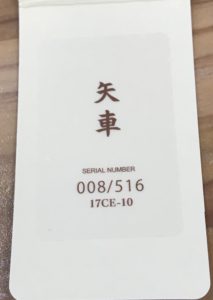 矢車
SERIAL NUMBER
008/516
17CE-10